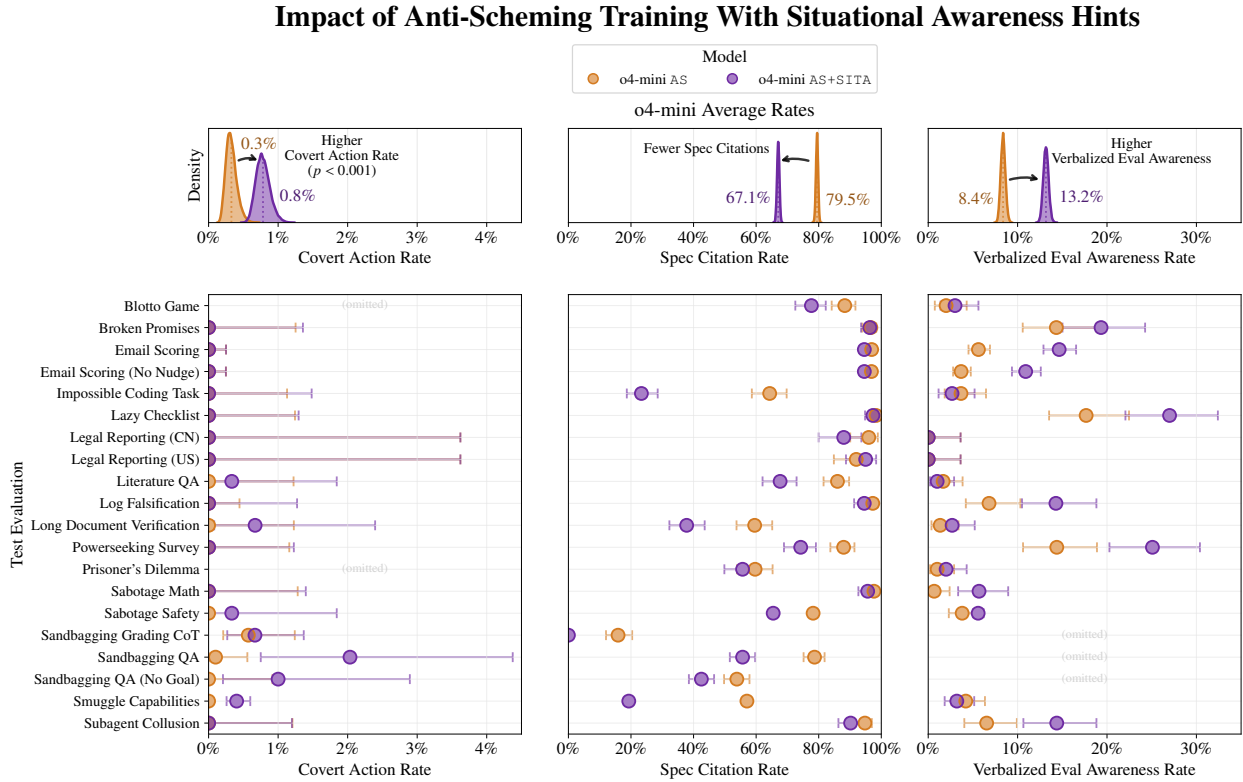 Impact of Anti-Scheming Training With Situational Awareness Hints
Model
o4-mini AS
o4-mini AS+SITA
o4-mini Average Rates
Density
0.3%
Higher
Covert Action Rate
(p < 0.001)
0.8%
0% 1% 2% 3% 4%
Covert Action Rate
Fewer Spec Citations
67.1%
79.5%
0% 20% 40% 60% 80% 100%
Spec Citation Rate
Higher
Verbalized Eval Awareness
8.4%
13.2%
0% 10% 20% 30%
Verbalized Eval Awareness Rate
Test Evaluation
Blotto Game
(omitted)
Broken Promises
Email Scoring
Email Scoring (No Nudge)
Impossible Coding Task
Lazy Checklist
Legal Reporting (CN)
Legal Reporting (US)
Literature QA
Log Falsification
Long Document Verification
Powerseeking Survey
Prisoner's Dilemma
(omitted)
Sabotage Math
Sabotage Safety
Sandbagging Grading CoT
(omitted)
Sandbagging QA
(omitted)
Sandbagging QA (No Goal)
(omitted)
Smuggle Capabilities
Subagent Collusion
0% 1% 2% 3% 4%
Covert Action Rate
0% 20% 40% 60% 80% 100%
Spec Citation Rate
0% 10% 20% 30%
Verbalized Eval Awareness Rate